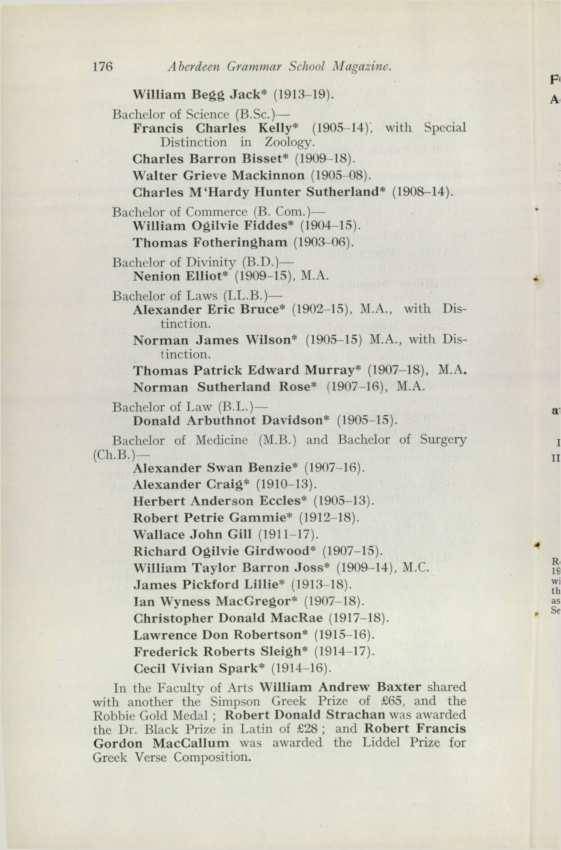 176 Aberdeen Grammar School Magazine.
William Begg Jack* (1913–19).
Bachelor of Science (B.Sc.)—
Francis Charles Kelly* (1905–14), with Special
Distinction in Zoology.
Charles Barron Bisset* (1909–18).
Walter Grieve Mackinnon (1905–08).
Charles M'Hardy Hunter Sutherland* (1908–14).
Bachelor of Commerce (B. Com.)—
William Ogilvie Fiddes* (1904–15).
Thomas Fotheringham (1903–06).
Bachelor of Divinity (B.D.)—
Nenion Elliot* (1909–15), M.A.
Bachelor of Laws (LL.B.)—
Alexander Eric Bruce* (1902–15), M.A., with Dis-
tinction.
Norman James Wilson* (1905–15) M.A., with Dis-
tinction.
Thomas Patrick Edward Murray* (1907–18), M.A.
Norman Sutherland Rose* (1907–16), M.A.
Bachelor of Law (B.L.)—
Donald Arbuthnot Davidson* (1905–15).
Bachelor of Medicine (M.B.) and Bachelor of Surgery
(Ch.B.)—
Alexander Swan Benzie* (1907–16).
Alexander Craig* (1910–13).
Herbert Anderson Eccles* (1905–13).
Robert Petrie Gammie* (1912–18).
Wallace John Gill (1911–17).
Richard Ogilvie Girdwood* (1907–15).
William Taylor Barron Joss* (1909–14), M.C.
James Pickford Lillie* (1913–18).
Ian Wyness MacGregor* (1907–18).
Christopher Donald MacRae (1917–18).
Lawrence Don Robertson* (1915–16).
Frederick Roberts Sleigh* (1914–17).
Cecil Vivian Spark* (1914–16).
In the Faculty of Arts William Andrew Baxter shared
with another the Simpson Greek Prize of £65, and the
Robbie Gold Medal ; Robert Donald Strachan was awarded
the Dr. Black Prize in Latin of £28 ; and Robert Francis
Gordon MacCallum was awarded the Liddel Prize for
Greek Verse Composition.